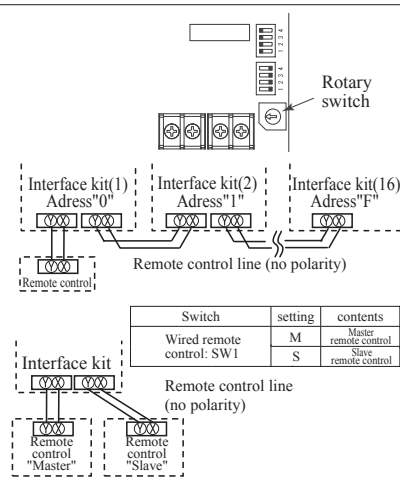 1 2 3 4
1 2 3 4
Rotary
switch
Interface kit(1)
Adress"0"
Interface kit(2)
Adress"1"
Interface kit(16)
Adress"F"
Remote control line (no polarity)
Remote control
Switch setting contents
Wired remote
control: SW1
M Master
remote control
S Slave
remote control
Interface kit
Remote control line
(no polarity)
Remote
control
"Master"
Remote
control
"Slave"